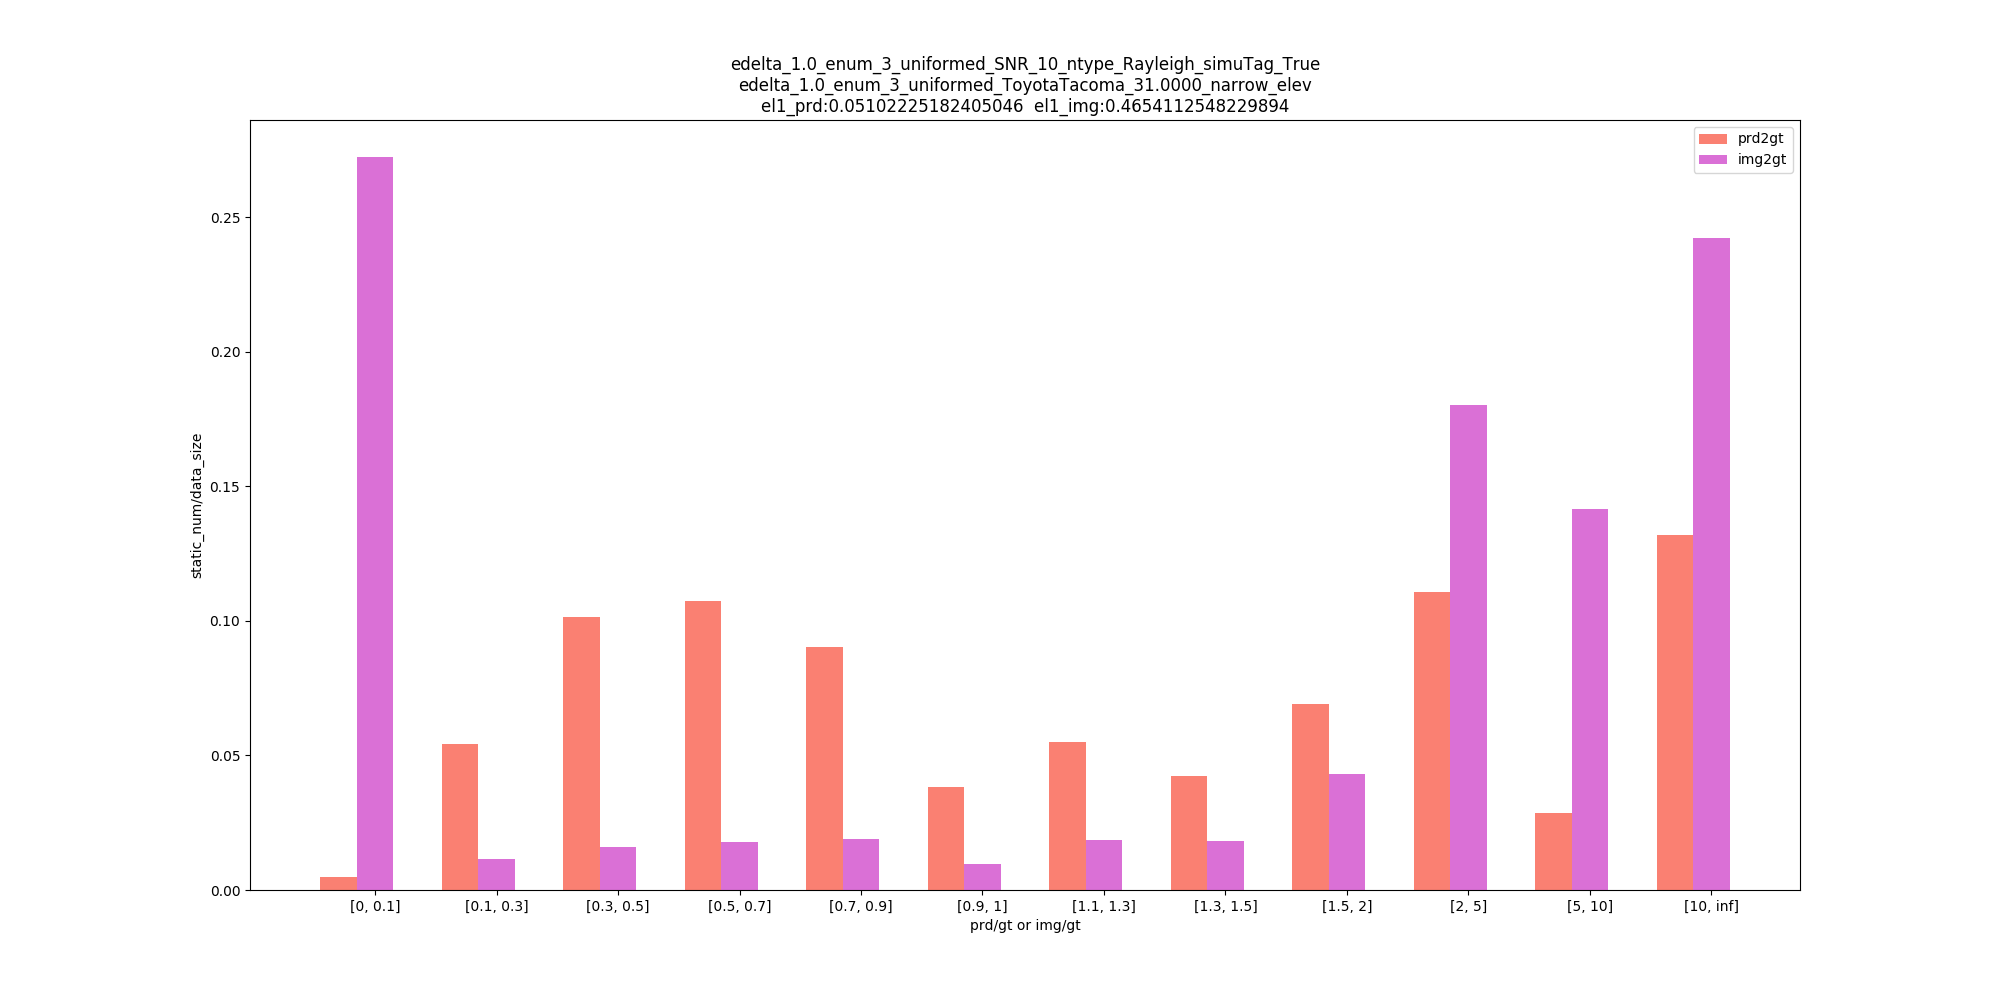 edelta_1.0_enum_3_uniformed_SNR_10_ntype_Rayleigh_simuTag_True
edelta_1.0_enum_3_uniformed_ToyotaTacoma_31.0000_narrow_elev
el1_prd:0.05102225182405046  el1_img:0.4654112548229894
prd2gt
img2gt
0.25
0.20
0.15
0.10
0.05
0.00
static_num/data_size
[0, 0.1] [0.1, 0.3] [0.3, 0.5] [0.5, 0.7] [0.7, 0.9] [0.9, 1] [1.1, 1.3] [1.3, 1.5] [1.5, 2] [2, 5] [5, 10] [10, inf]
prd/gt or img/gt